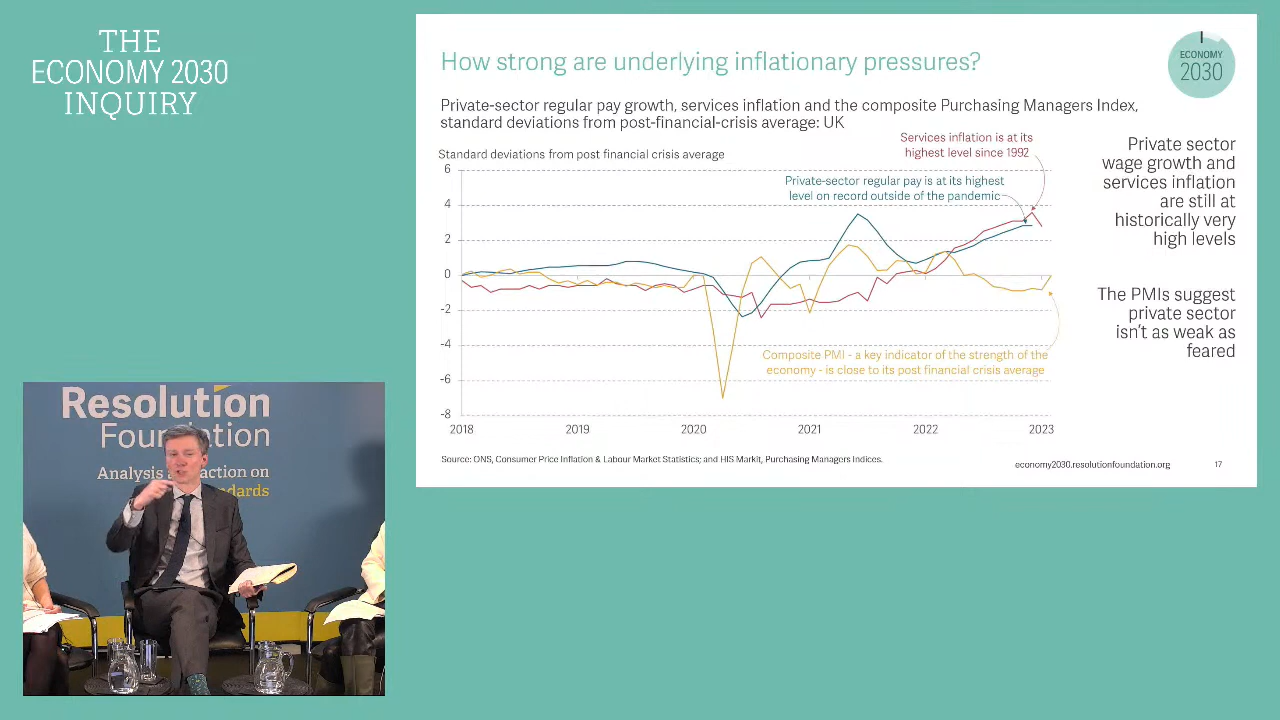 THE
ECONOMY 2030
INQUIRY
How strong are underlying inflationary pressures?
ECONOMY
2030
Private-sector regular pay growth, services inflation and the composite Purchasing Managers Index,
standard deviations from post-financial-crisis average: UK
Standard deviations from post financial crisis average
Services inflation is at its
highest level since 1992
Private-sector regular pay is at its highest
level on record outside of the pandemic
6
4
2
0
-2
-4
-6
-8
Composite PMI - a key indicator of the strength of the
economy - is close to its post financial crisis average
2018
2019
2020
2021
2022
2023
Private sector
wage growth and
services inflation
are still at
historically very
high levels
The PMIs suggest
private sector
isn't as weak as
feared
Source: ONS, Consumer Price Inflation & Labour Market Statistics; and HIS Markit, Purchasing Managers Indices.
economy2030.resolutionfoundation.org
17
Resolution
Foundation
Analysis action on
ndards